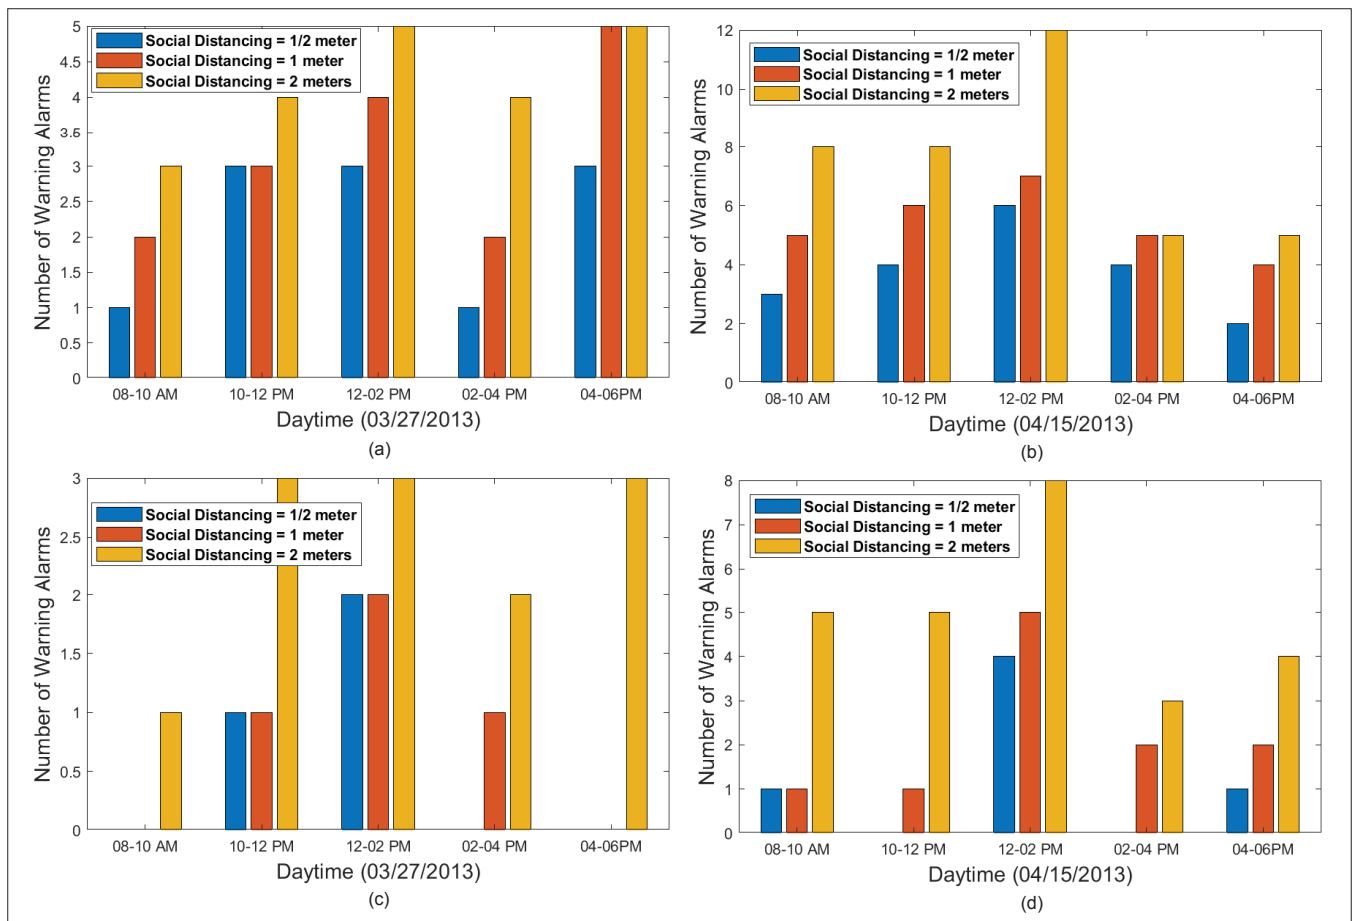 5
4.5
4
3.6
3
2.5
2
1.5
1
0.5
0
Number of Warning Alarms
Social Distancing = 1/2 meter
Social Distancing = 1 meter
Social Distancing = 2 meters
08-10 AM 10-12 PM 12-02 PM 02-04 PM 04-06PM
Daytime (03/27/2013)
(a)
12
10
8
6
4
2
0
Number of Warning Alarms
Social Distancing = 1/2 meter
Social Distancing = 1 meter
Social Distancing = 2 meters
08-10 AM 10-12 PM 12-02 PM 02-04 PM 04-06PM
Daytime (04/15/2013)
(b)
3
2.5
2
1.5
1
0.5
0
Number of Warning Alarms
Social Distancing = 1/2 meter
Social Distancing = 1 meter
Social Distancing = 2 meters
08-10 AM 10-12 PM 12-02 PM 02-04 PM 04-06PM
Daytime (03/27/2013)
(c)
8
7
6
5
4
3
2
1
0
Number of Warning Alarms
Social Distancing = 1/2 meter
Social Distancing = 1 meter
Social Distancing = 2 meters
08-10 AM 10-12 PM 12-02 PM 02-04 PM 04-06PM
Daytime (04/15/2013)
(d)